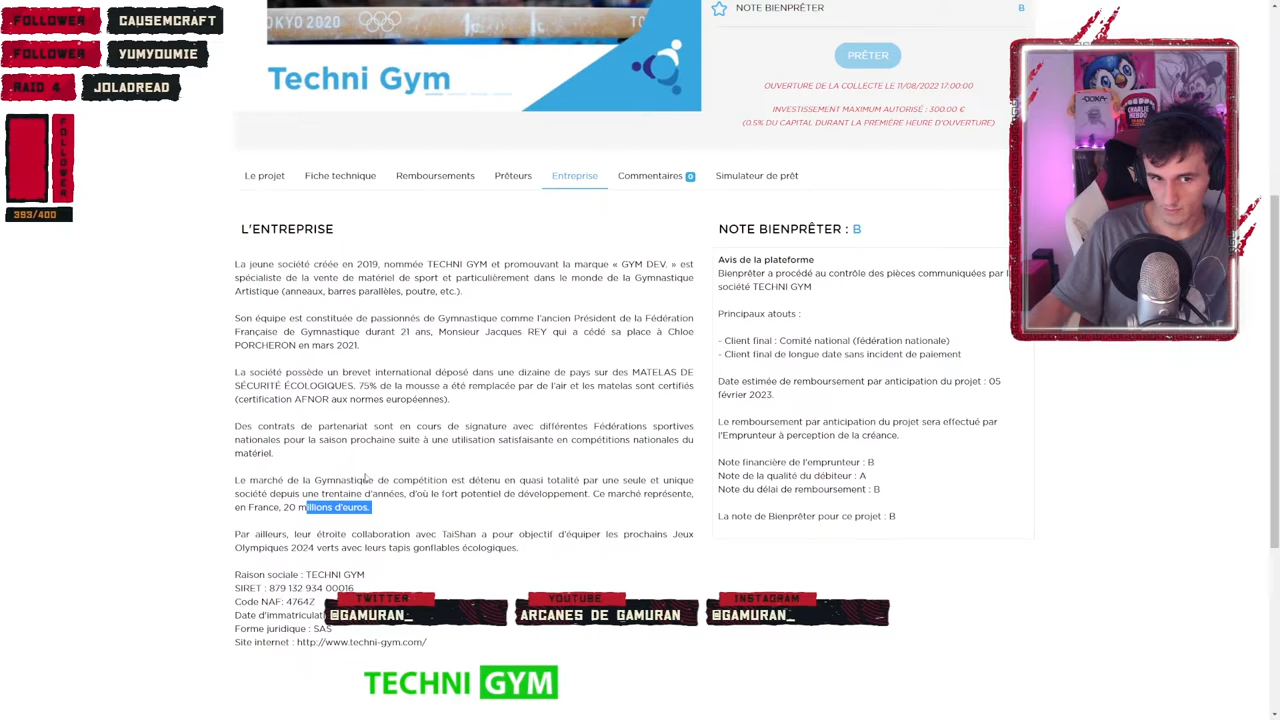 FOLLOWER CAUSEMCRAFT
FOLLOWER YUMYOUMIE
RAID 4 JOLADREAD
FOLLOWER
393/400
TOKYO 2020
Techni Gym
NOTE BIENPRÊTER B
PRÊTER
OUVERTURE DE LA COLLECTE LE 11/08/2022 17:00:00
INVESTISSEMENT MAXIMUM AUTORISÉ : 300.00 €
(0.5% DU CAPITAL DURANT LA PREMIÈRE HEURE D'OUVERTURE)
CHARLIE HEBDO
Le projet Fiche technique Remboursements Prêteurs Entreprise Commentaires 0 Simulateur de prêt
L'ENTREPRISE
La jeune société créée en 2019, nommée TECHNI GYM et promouvant la marque « GYM DEV. » est
spécialiste de la vente de matériel de sport et particulièrement dans le monde de la Gymnastique
Artistique (anneaux, barres parallèles, poutre, etc.).
Son équipe est constituée de passionnés de Gymnastique comme l'ancien Président de la Fédération
Française de Gymnastique durant 21 ans, Monsieur Jacques REY qui a cédé sa place à Chloe
PORCHERON en mars 2021.
La société possède un brevet international déposé dans une dizaine de pays sur des MATELAS DE
SÉCURITÉ ÉCOLOGIQUES. 75% de la mousse a été remplacée par de l'air et les matelas sont certifiés
(certification AFNOR aux normes européennes).
Des contrats de partenariat sont en cours de signature avec différentes Fédérations sportives
nationales pour la saison prochaine suite à une utilisation satisfaisante en compétitions nationales du
matériel.
Le marché de la Gymnastique de compétition est détenu en quasi totalité par une seule et unique
société depuis une trentaine d'années, d'où le fort potentiel de développement. Ce marché représente,
en France, 20 millions d'euros.
Par ailleurs, leur étroite collaboration avec TaiShan a pour objectif d'équiper les prochains Jeux
Olympiques 2024 verts avec leurs tapis gonflables écologiques.
Raison sociale : TECHNI GYM
SIRET : 879 132 934 00016
Code NAF: 4764Z
Date d'immatriculat
Forme juridique : SAS
Site internet : http://www.techni-gym.com/
TECHNI GYM
NOTE BIENPRÊTER : B
Avis de la plateforme
Bienprêter a procédé au contrôle des pièces communiquées par l
société TECHNI GYM
Principaux atouts :
- Client final : Comité national (fédération nationale)
- Client final de longue date sans incident de paiement
Date estimée de remboursement par anticipation du projet : 05
février 2023.
Le remboursement par anticipation du projet sera effectué par
l'Emprunteur à perception de la créance.
Note financière de l'emprunteur : B
Note de la qualité du débiteur : A
Note du délai de remboursement : B
La note de Bienprêter pour ce projet : B
TWITTER YOUTUBE INSTAGRAM
@GAMURAN_ ARCANES DE GAMURAN @GAMURAN_